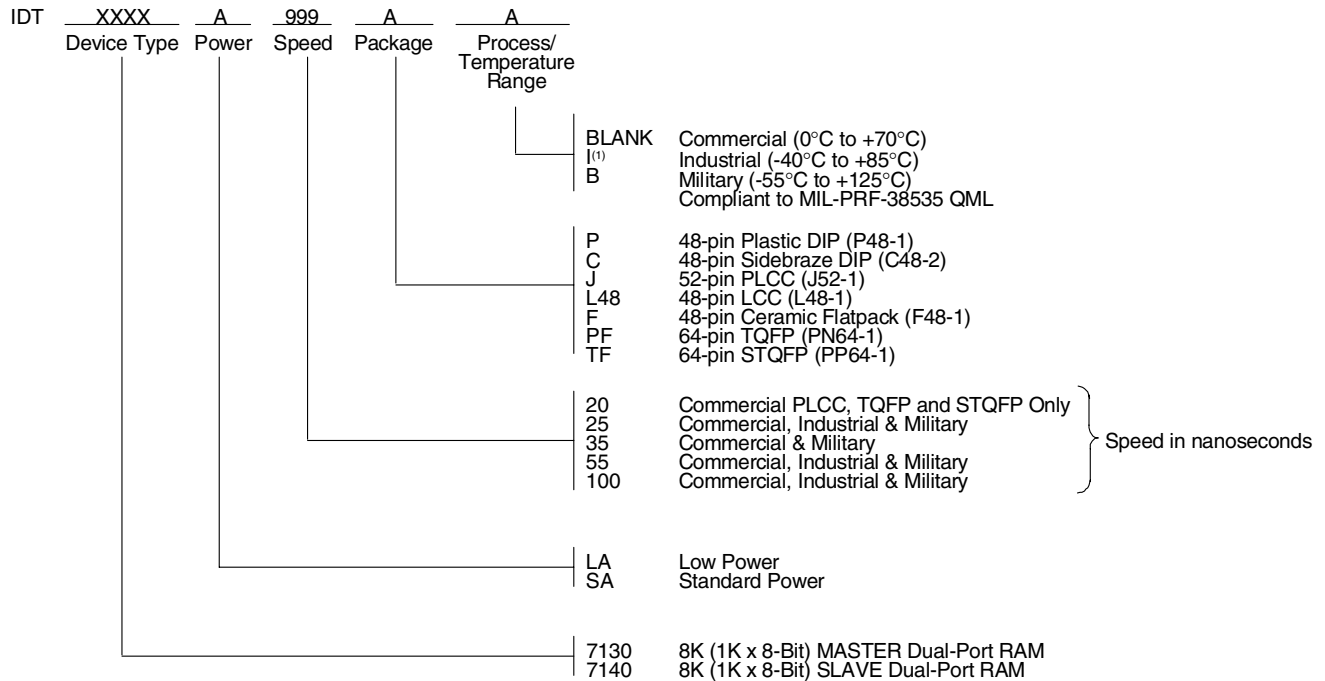 IDT XXXX A 999 A A
Device Type Power Speed Package Process/
Temperature
Range
BLANK Commercial (0°C to +70°C)
I(1) Industrial (-40°C to +85°C)
B Military (-55°C to +125°C)
Compliant to MIL-PRF-38535 QML
P 48-pin Plastic DIP (P48-1)
C 48-pin Sidebraze DIP (C48-2)
J 52-pin PLCC (J52-1)
L48 48-pin LCC (L48-1)
F 48-pin Ceramic Flatpack (F48-1)
PF 64-pin TQFP (PN64-1)
TF 64-pin STQFP (PP64-1)
20 Commercial PLCC, TQFP and STQFP Only
25 Commercial, Industrial & Military
35 Commercial & Military
55 Commercial, Industrial & Military
100 Commercial, Industrial & Military
Speed in nanoseconds
LA Low Power
SA Standard Power
7130 8K (1K x 8-Bit) MASTER Dual-Port RAM
7140 8K (1K x 8-Bit) SLAVE Dual-Port RAM